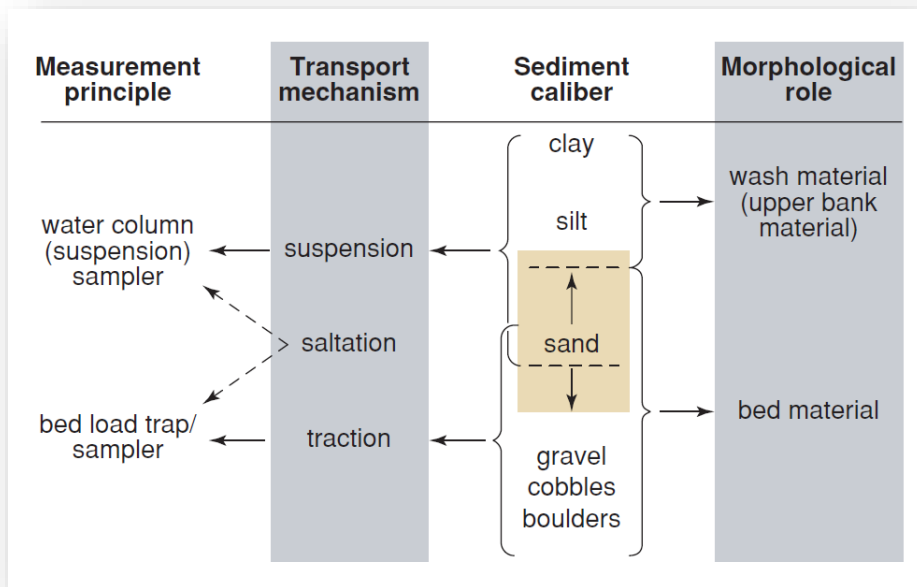 Measurement
principle
Transport
mechanism
Sediment
caliber
Morphological
role
clay
silt
sand
gravel
cobbles
boulders
water column
(suspension)
sampler
suspension
saltation
bed load trap/
sampler
traction
wash material
(upper bank
material)
bed material